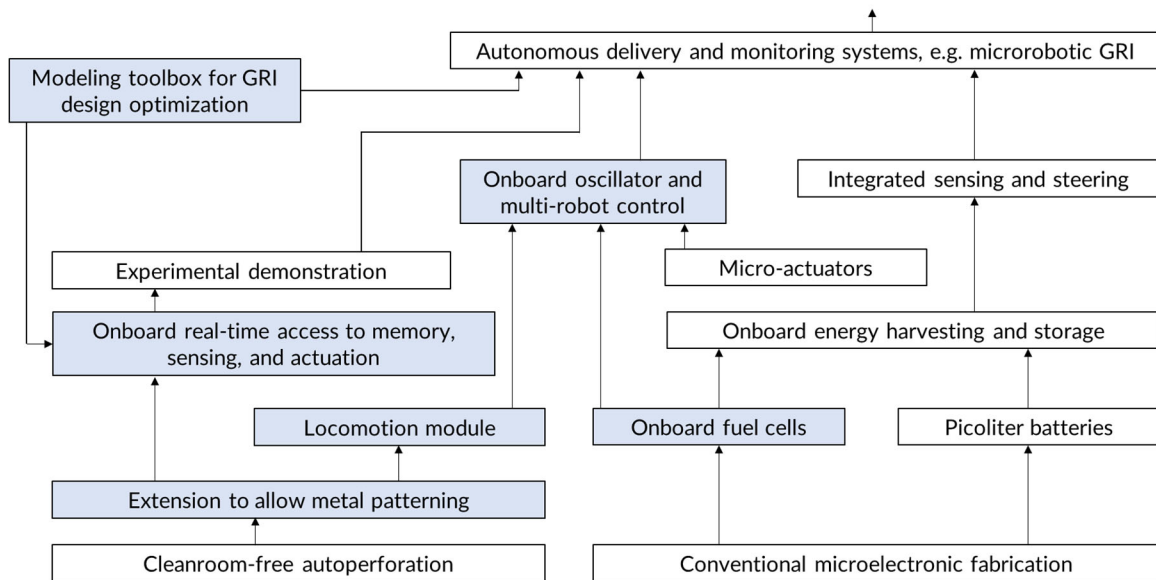 Autonomous delivery and monitoring systems, e.g. microrobotic GRI
Modeling toolbox for GRI
design optimization
Onboard oscillator and
multi-robot control
Integrated sensing and steering
Experimental demonstration
Micro-actuators
Onboard real-time access to memory,
sensing, and actuation
Onboard energy harvesting and storage
Locomotion module
Onboard fuel cells
Picoliter batteries
Extension to allow metal patterning
Cleanroom-free autoperforation
Conventional microelectronic fabrication